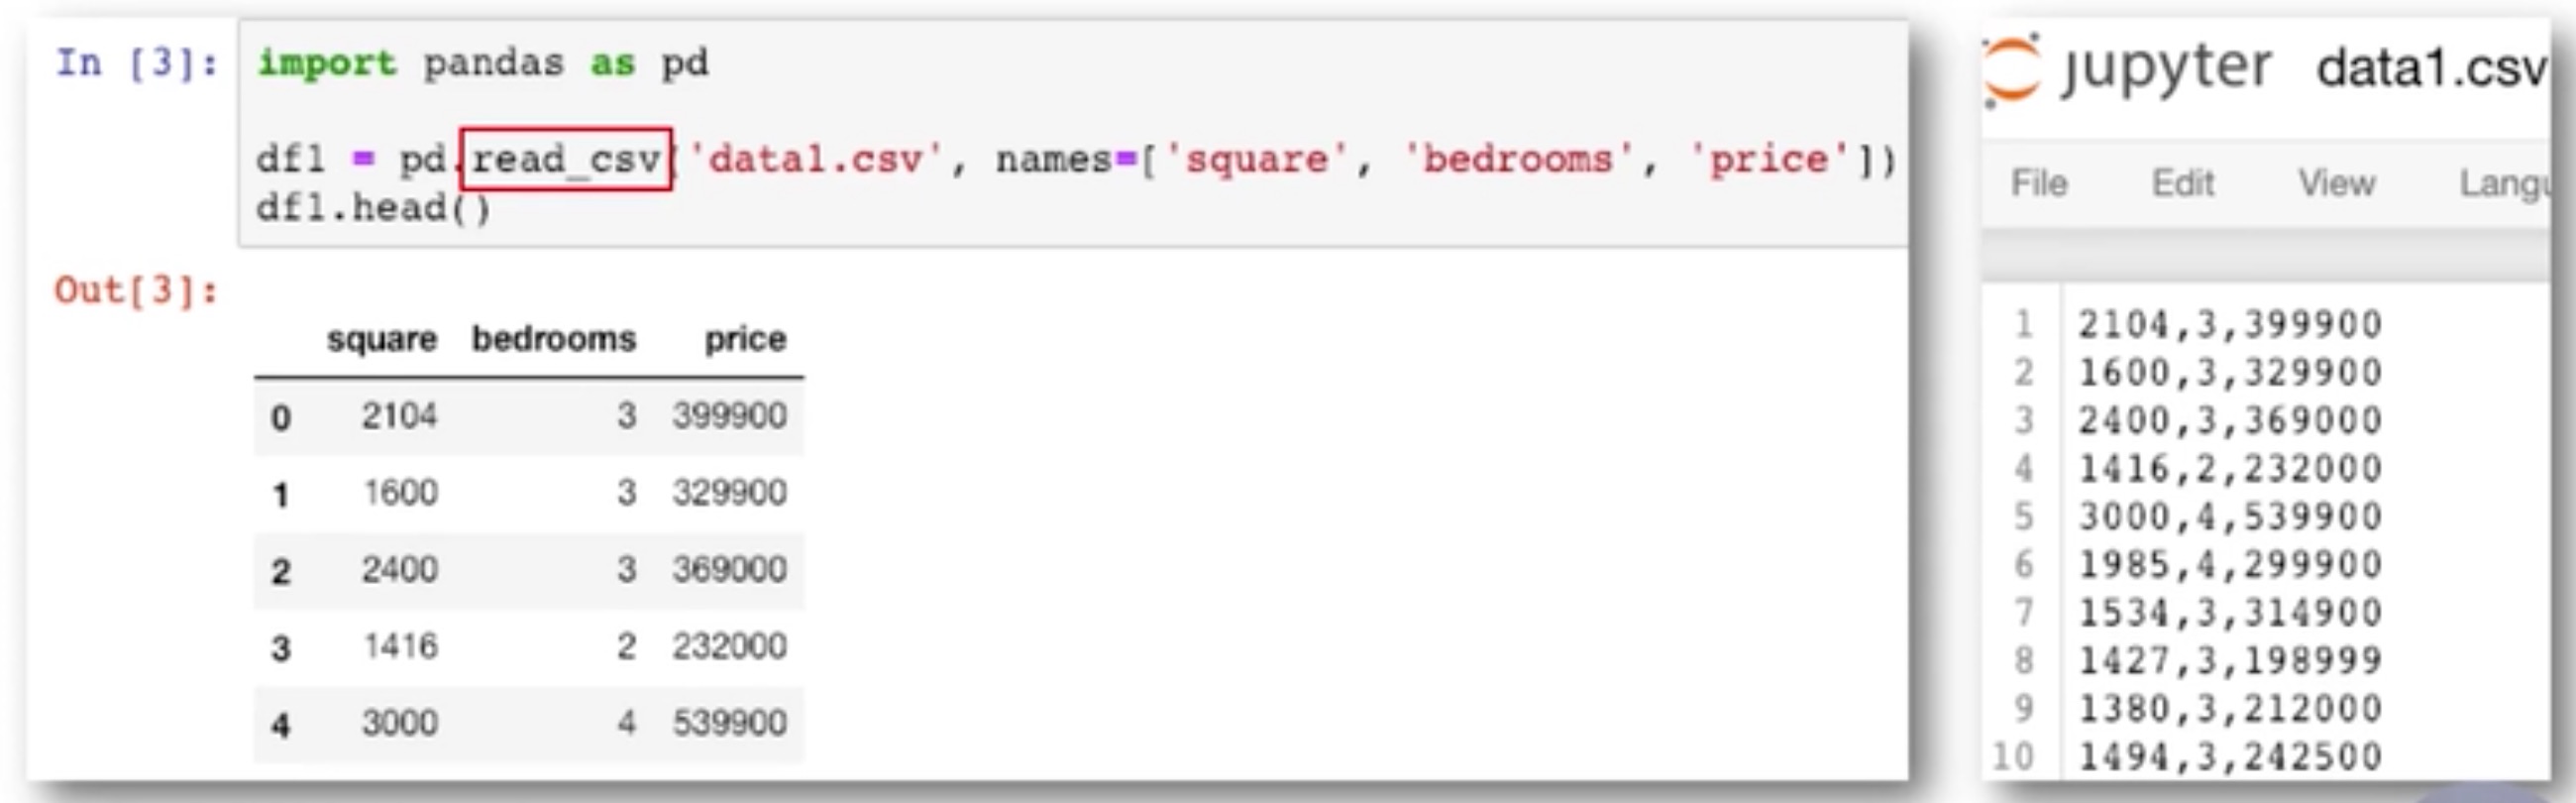 In [3]: import pandas as pd
df1 = pd.read_csv('data1.csv', names=['square', 'bedrooms', 'price'])
df1.head()
Out[3]:
square bedrooms price
0 2104 3 399900
1 1600 3 329900
2 2400 3 369000
3 1416 2 232000
4 3000 4 539900
jupyter data1.csv
File Edit View Langu
1 2104,3,399900
2 1600,3,329900
3 2400,3,369000
4 1416,2,232000
5 3000,4,539900
6 1985,4,299900
7 1534,3,314900
8 1427,3,198999
9 1380,3,212000
10 1494,3,242500